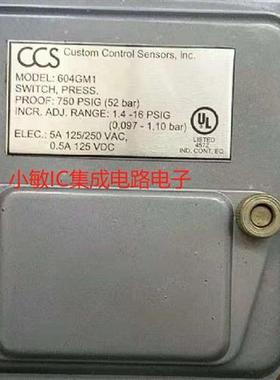 CCS Custom Control Sensors, Inc.
MODEL: 604GM1
SWITCH, PRESS.
PROOF: 750 PSIG (52 bar)
INCR. ADJ. RANGE: 1.4 -16 PSIG
(0,097 - 1,10 bar)
ELEC.: 5A 125/250 VAC,
0.5A 125 VDC
UL
LISTED
457Z
IND. CONT. EQ.
小敏IC集成电路电子